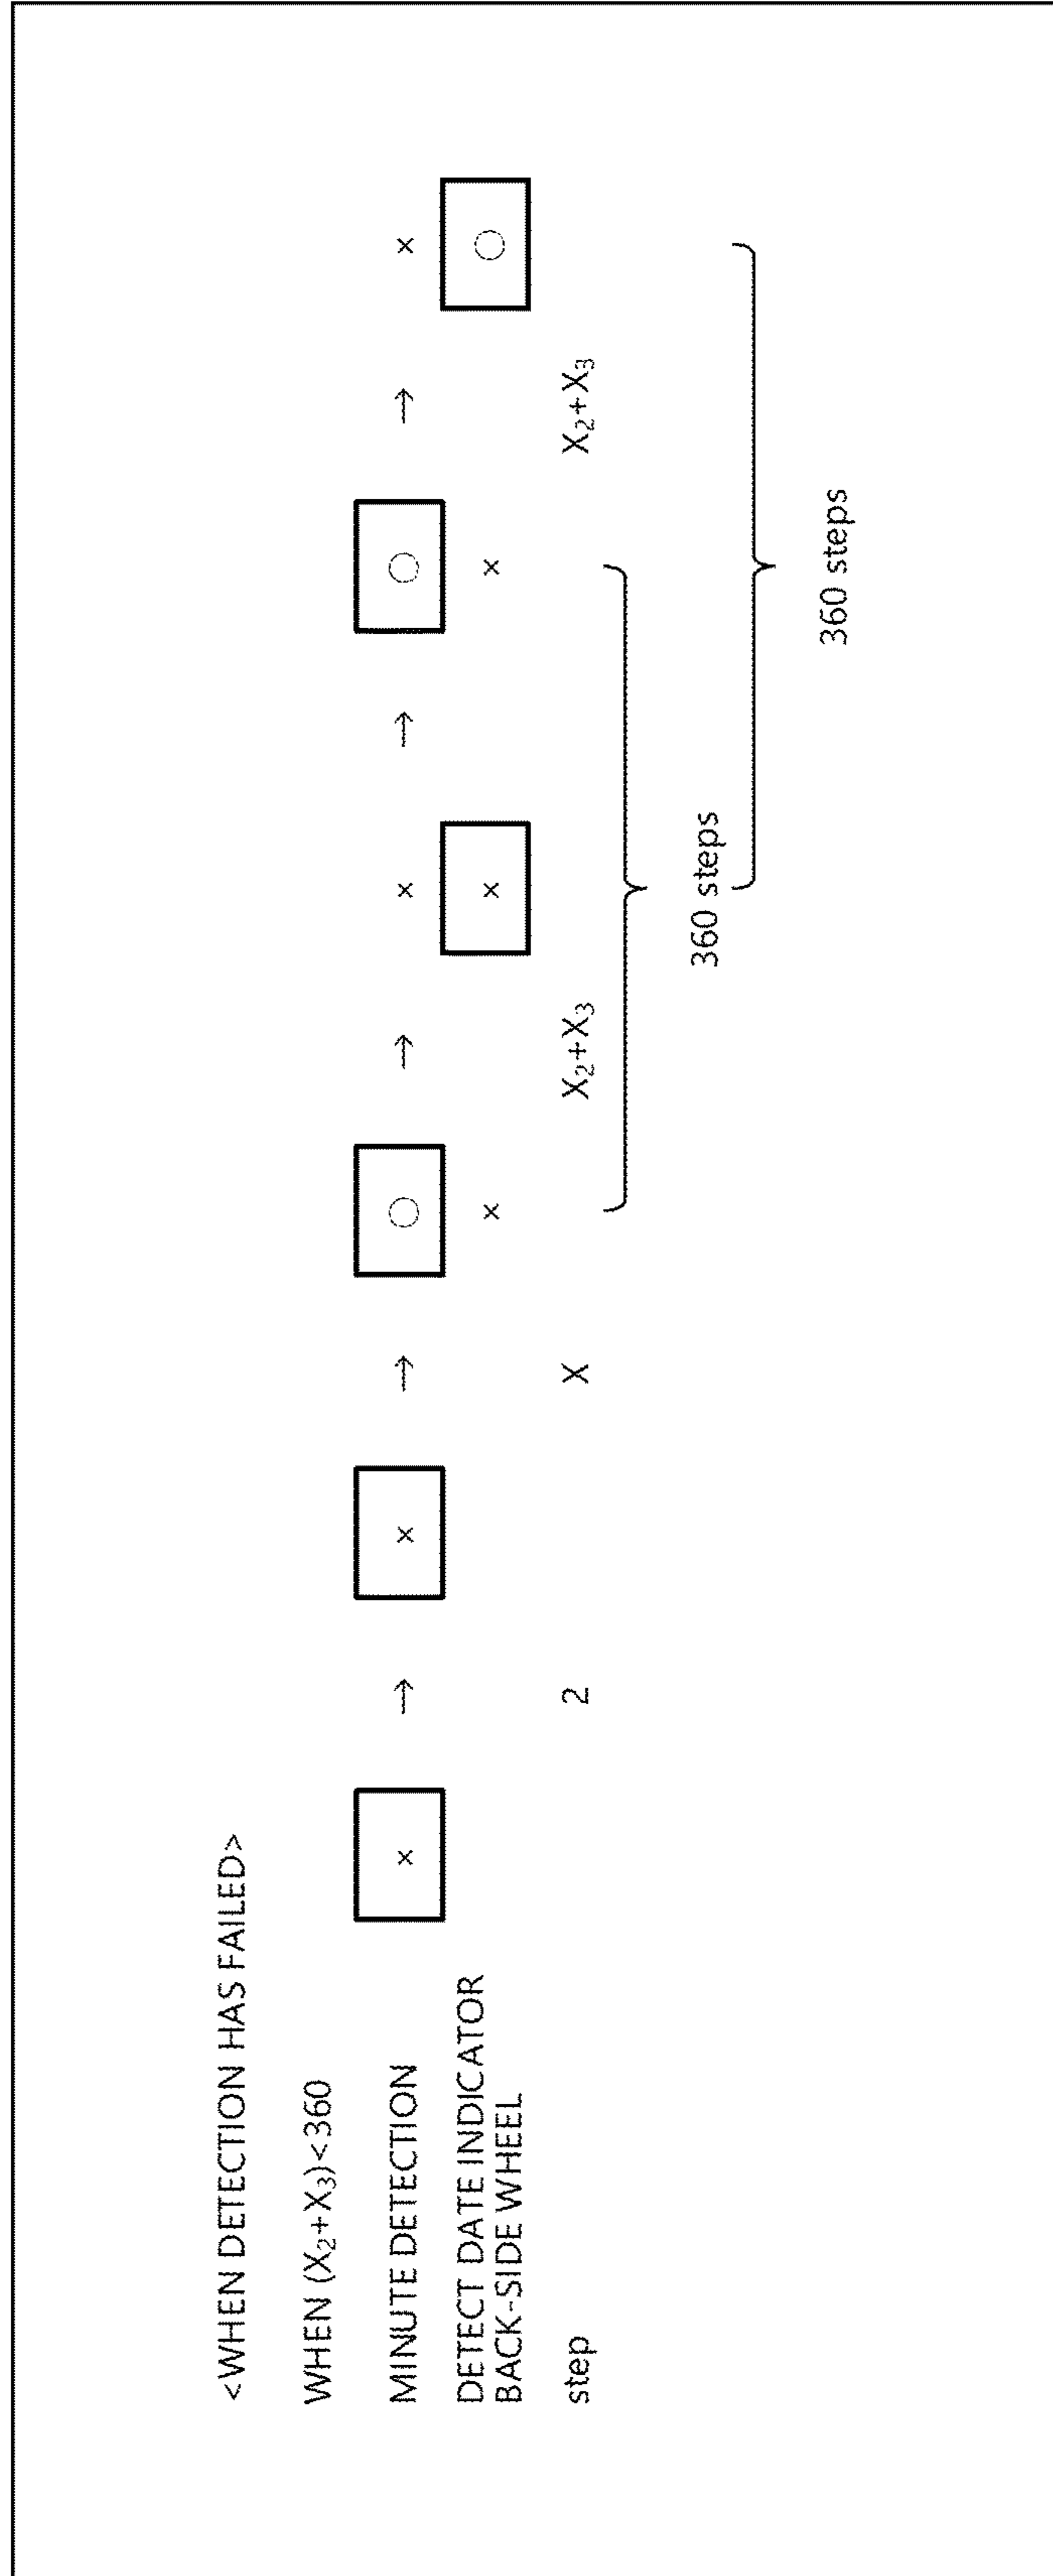 <WHEN DETECTION HAS FAILED>
WHEN (X₂+X₃)<360
MINUTE DETECTION × → × → ○ → × → ○ → ×
DETECT DATE INDICATOR
BACK-SIDE WHEEL × × × ○
step 2 X X₂+X₃ X₂+X₃
360 steps
360 steps